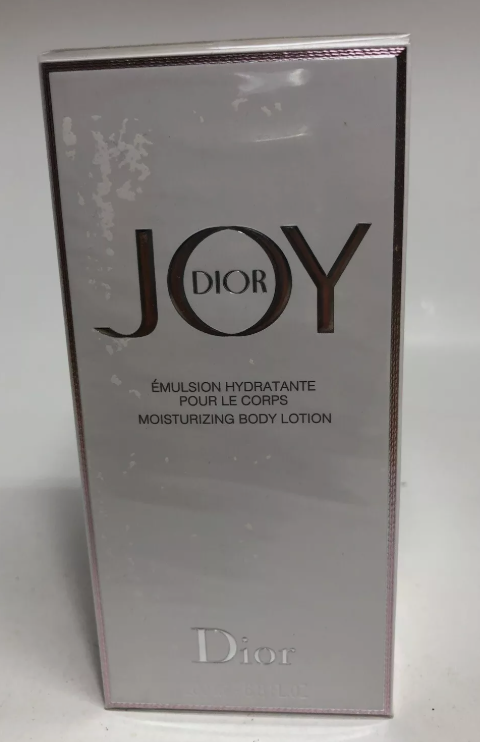 JOY
DIOR
ÉMULSION HYDRATANTE
POUR LE CORPS
MOISTURIZING BODY LOTION
Dior